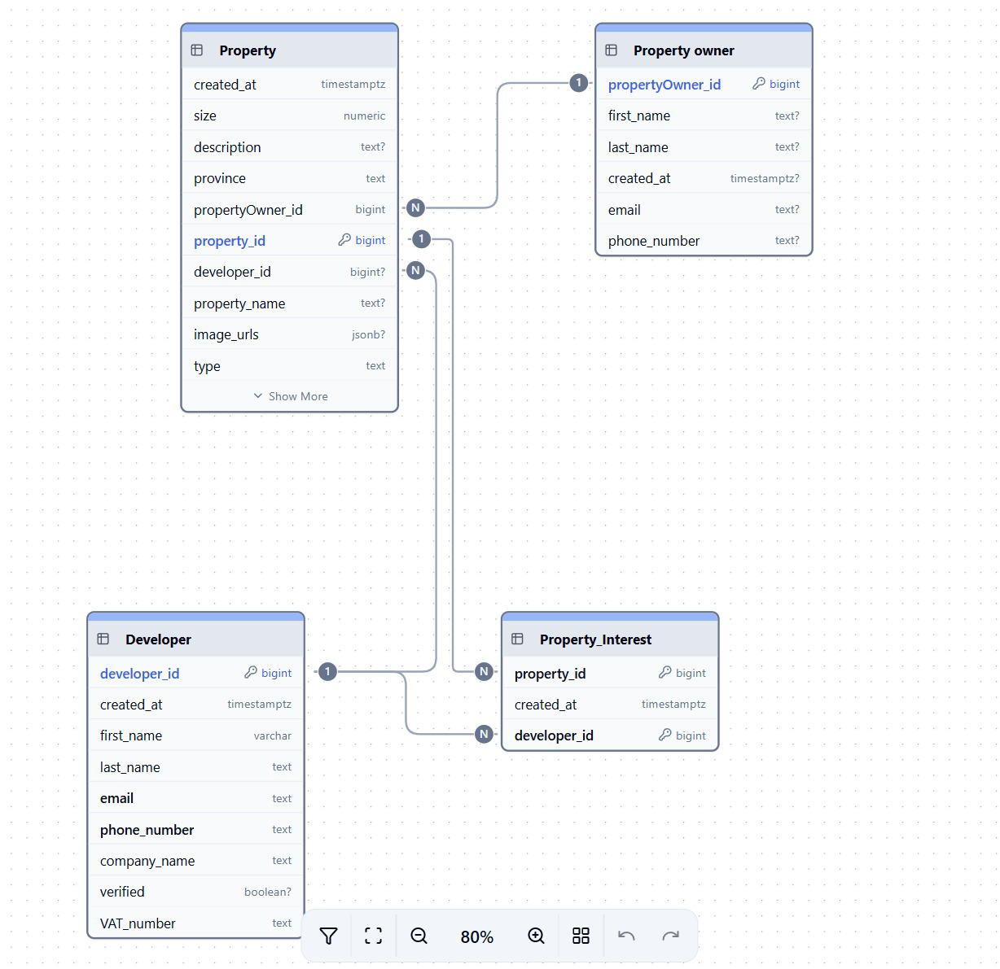 Property
created_at timestamptz
size numeric
description text?
province text
propertyOwner_id bigint
property_id bigint
developer_id bigint?
property_name text?
image_urls jsonb?
type text
Show More
Property owner
propertyOwner_id bigint
first_name text?
last_name text?
created_at timestamptz?
email text?
phone_number text?
1
N
1
N
Developer
developer_id bigint
created_at timestamptz
first_name varchar
last_name text
email text
phone_number text
company_name text
verified boolean?
VAT_number text
1
N
N
Property_Interest
property_id bigint
created_at timestamptz
developer_id bigint
80%